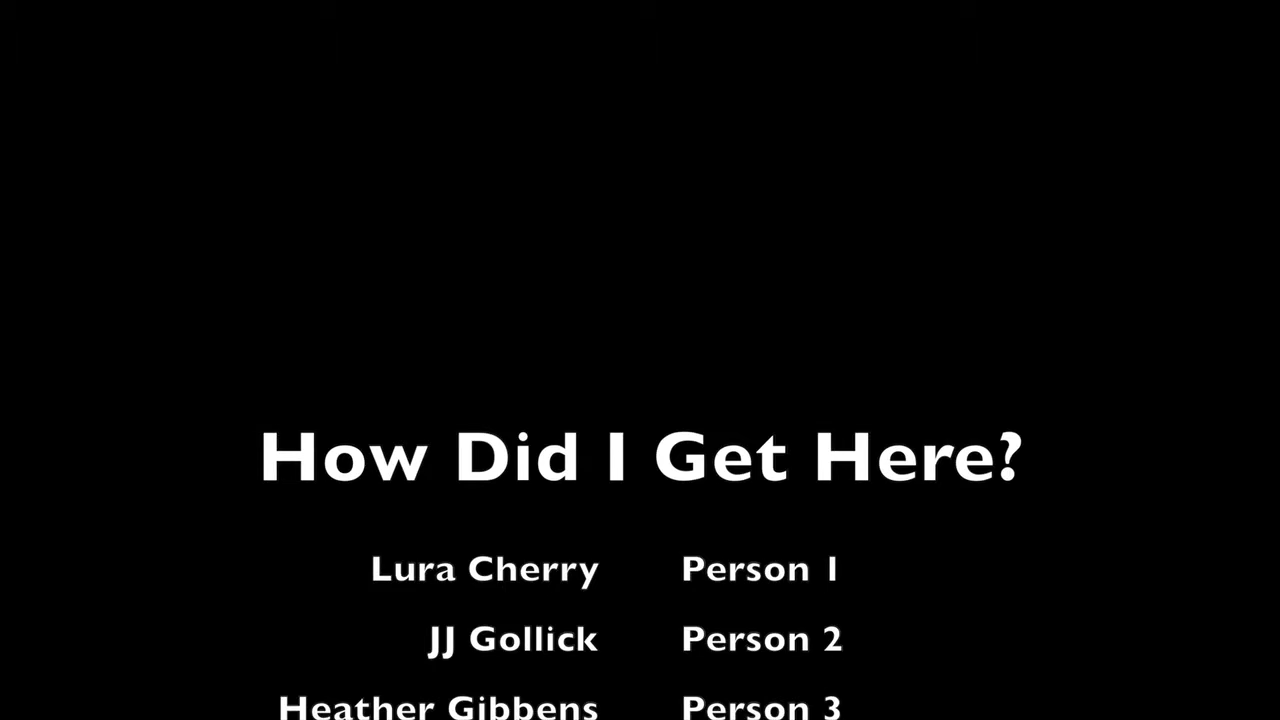 How Did I Get Here?
Lura Cherry Person 1
JJ Gollick Person 2
Heather Gibbens Person 3